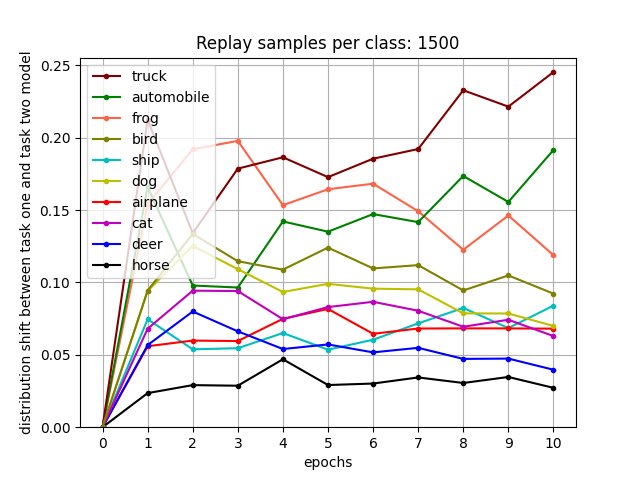 Replay samples per class: 1500
distribution shift between task one and task two model
0.25
0.20
0.15
0.10
0.05
0.00
truck
automobile
frog
bird
ship
dog
airplane
cat
deer
horse
0 1 2 3 4 5 6 7 8 9 10
epochs